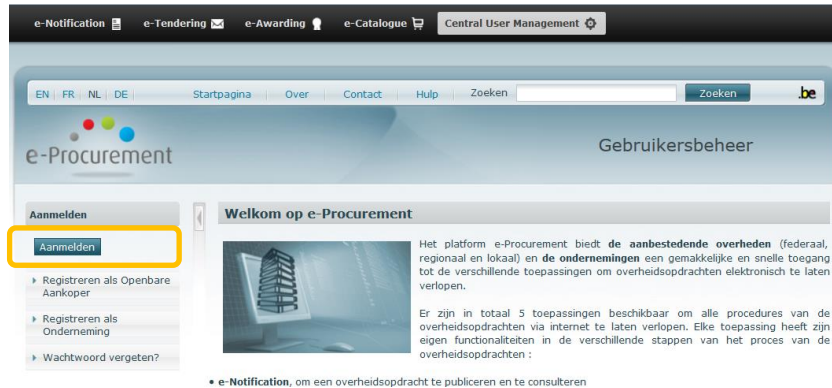 e-Notification e-Tendering e-Awarding e-Catalogue Central User Management
EN FR NL DE Startpagina Over Contact Hulp Zoeken Zoeken .be
e-Procurement
Gebruikersbeheer
Aanmelden
Aanmelden
Registreren als Openbare
Aankoper
Registreren als
Onderneming
Wachtwoord vergeten?
Welkom op e-Procurement
Het platform e-Procurement biedt de aanbestedende overheden (federaal,
regionaal en lokaal) en de ondernemingen een gemakkelijke en snelle toegang
tot de verschillende toepassingen om overheidsopdrachten elektronisch te laten
verlopen.
Er zijn in totaal 5 toepassingen beschikbaar om alle procedures van de
overheidsopdrachten via internet te laten verlopen. Elke toepassing heeft zijn
eigen functionaliteiten in de verschillende stappen van het proces van de
overheidsopdrachten :
• e-Notification, om een overheidsopdracht te publiceren en te consulteren